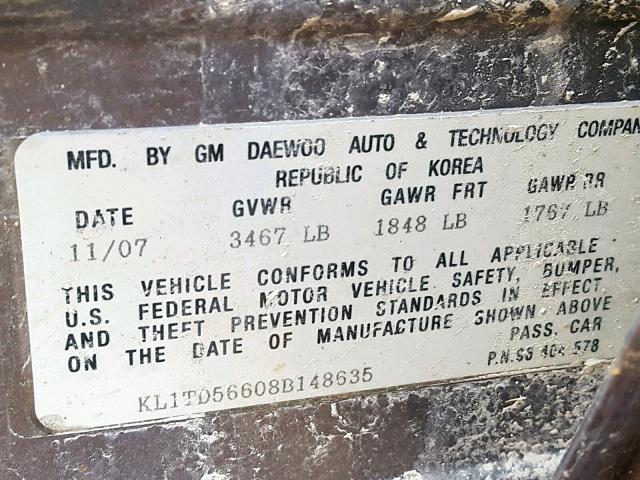 MFD. BY GM DAEWOO AUTO & TECHNOLOGY COMPAN
REPUBLIC OF KOREA
DATE GVWR GAWR FRT GAWR RR
11/07 3467 LB 1848 LB 1767 LB
THIS VEHICLE CONFORMS TO ALL APPLICABLE
U.S. FEDERAL MOTOR VEHICLE SAFETY, BUMPER,
AND THEFT PREVENTION STANDARDS IN EFFECT
ON THE DATE OF MANUFACTURE SHOWN ABOVE
PASS. CAR
KL1TD56608B148635 P.N.